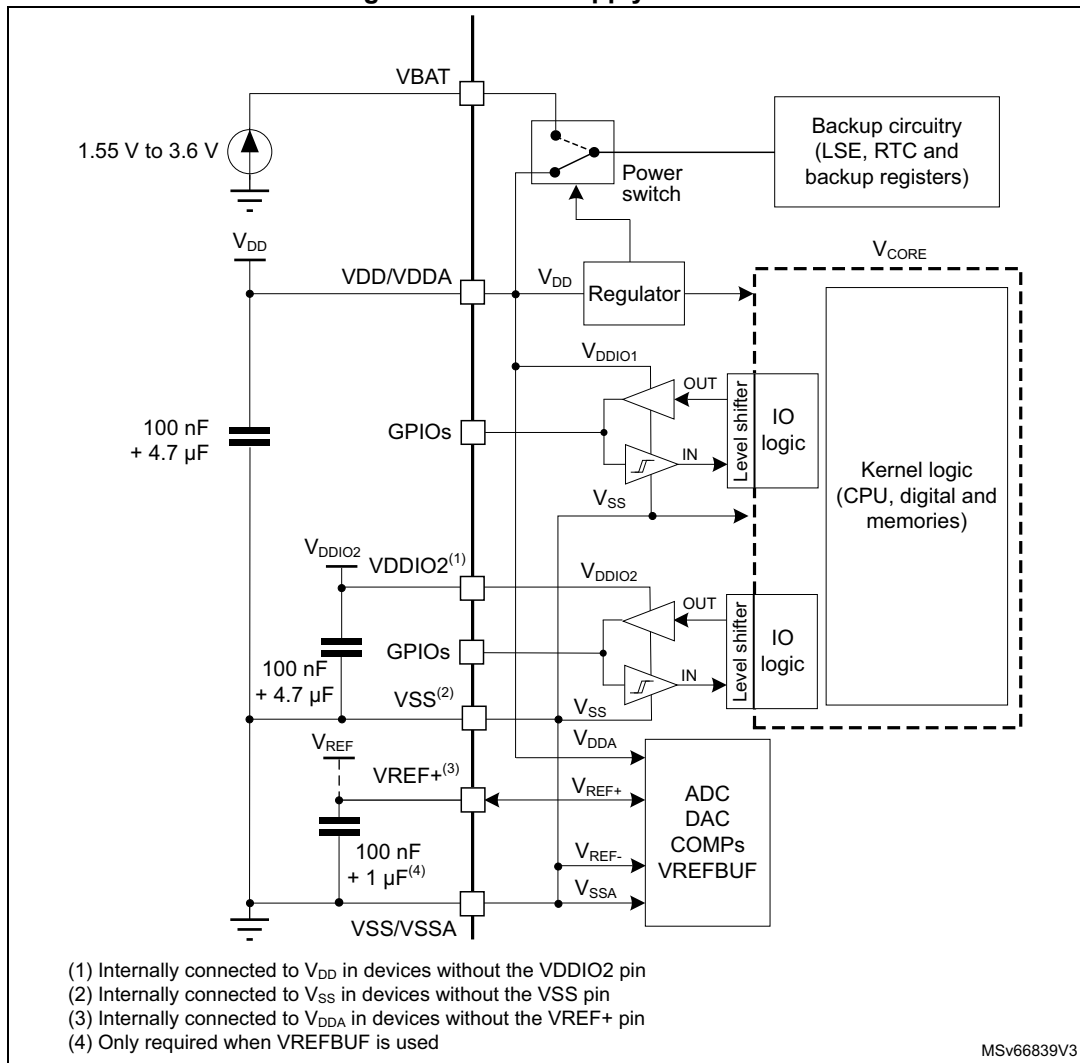 VBAT
1.55 V to 3.6 V
Power
switch
Backup circuitry
(LSE, RTC and
backup registers)
VDD
VDD/VDDA
VDD
Regulator
VCORE
VDDIO1
OUT
Level shifter
IO
logic
100 nF
+ 4.7 µF
GPIOs
IN
Kernel logic
(CPU, digital and
memories)
VSS
VDDIO2
VDDIO2(1)
VDDIO2
OUT
Level shifter
IO
logic
GPIOs
100 nF
+ 4.7 µF
IN
VSS(2)
VSS
VDDA
VREF
VREF+(3)
VREF+
ADC
DAC
COMPs
VREFBUF
100 nF
+ 1 µF(4)
VREF-
VSSA
VSS/VSSA
(1) Internally connected to VDD in devices without the VDDIO2 pin
(2) Internally connected to VSS in devices without the VSS pin
(3) Internally connected to VDDA in devices without the VREF+ pin
(4) Only required when VREFBUF is used
MSv66839V3